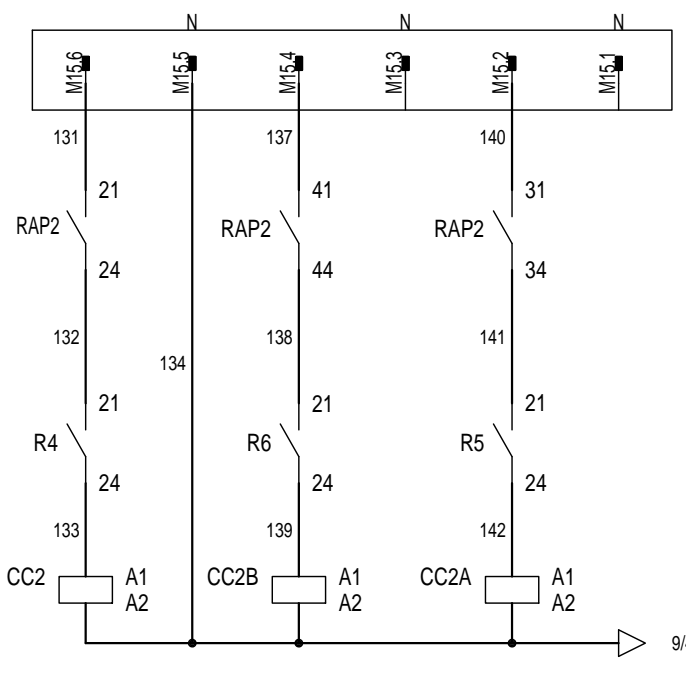 N N N
M15.6 M15.5 M15.4 M15.3 M15.2 M15.1
131 137 140
21 41 31
RAP2 RAP2 RAP2
24 44 34
132 138 141
134
21 21 21
R4 R6 R5
24 24 24
133 139 142
CC2 A1 CC2B A1 CC2A A1
A2 A2 A2
9/